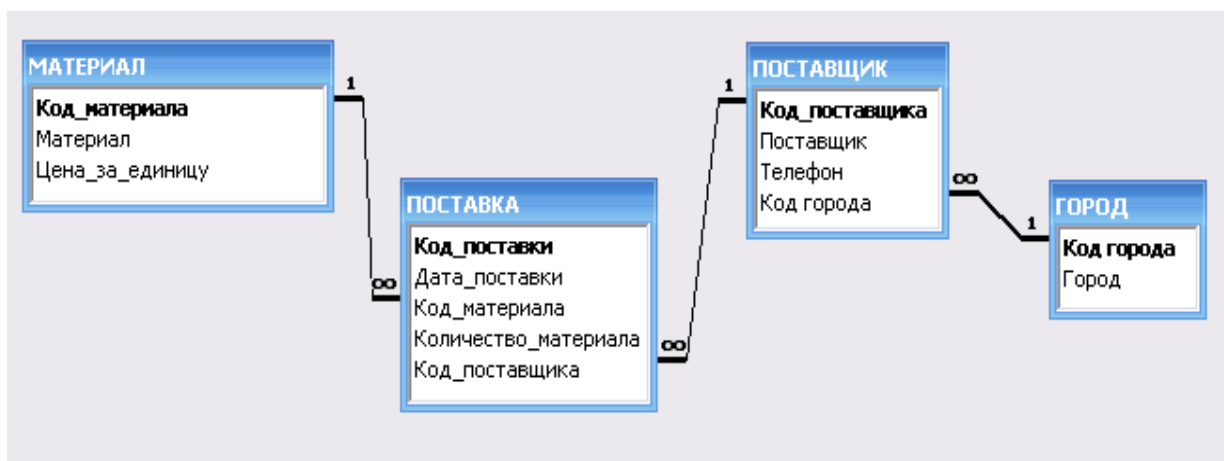 МАТЕРИАЛ
Код_материала
Материал
Цена_за_единицу
1
∞
ПОСТАВКА
Код_поставки
Дата_поставки
Код_материала
Количество_материала
Код_поставщика
∞
1
ПОСТАВЩИК
Код_поставщика
Поставщик
Телефон
Код города
∞
1
ГОРОД
Код города
Город